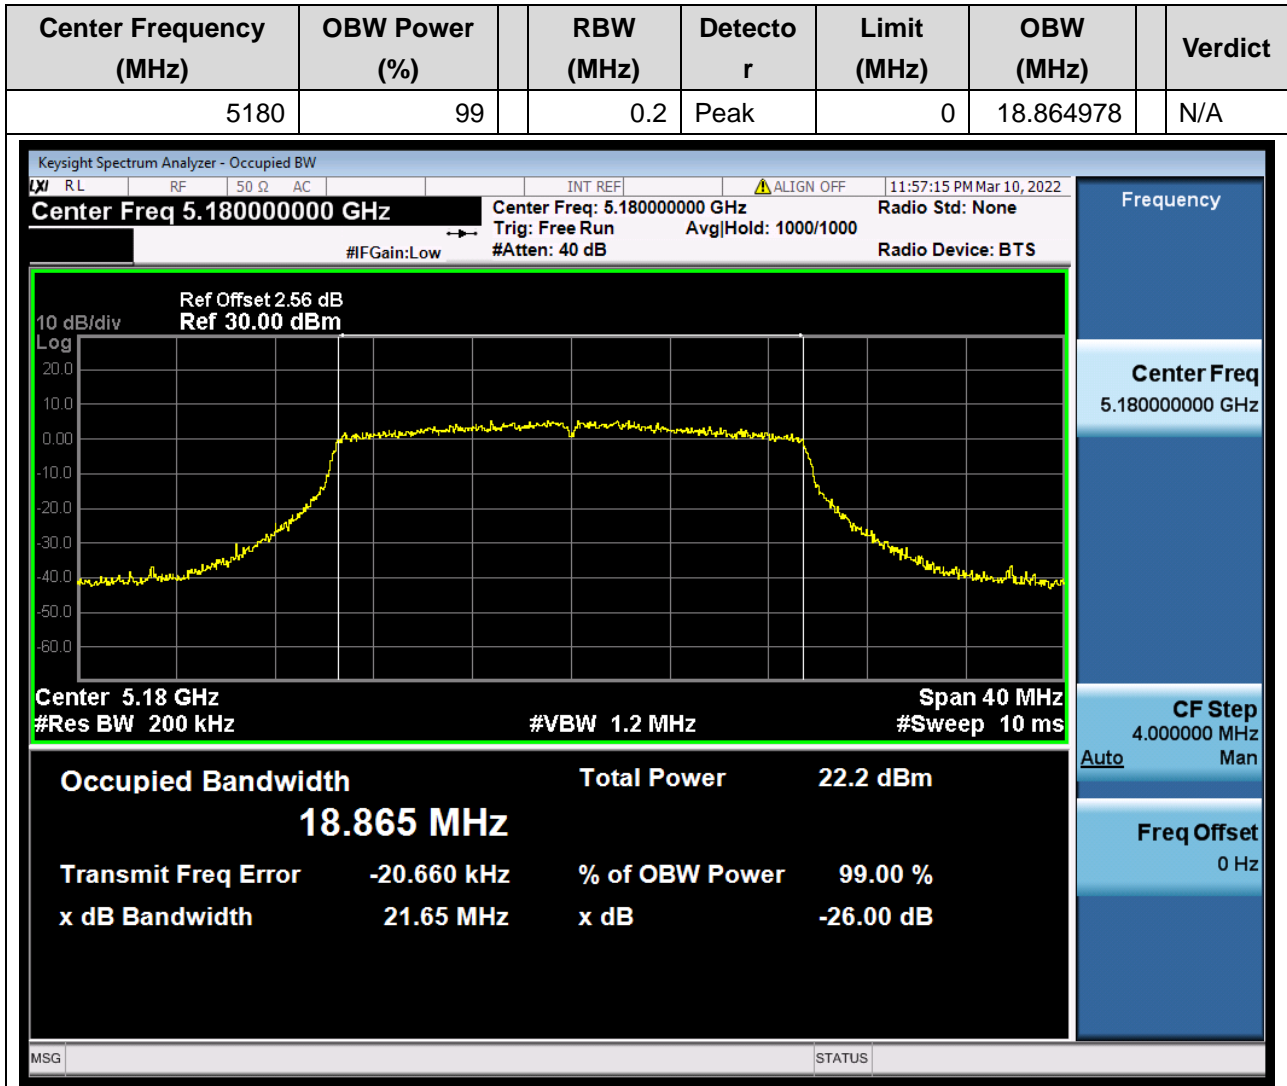 Center Frequency (MHz) OBW Power (%) RBW (MHz) Detecto r Limit (MHz) OBW (MHz) Verdict
5180 99 0.2 Peak 0 18.864978 N/A
Keysight Spectrum Analyzer - Occupied BW
LXI RL RF 50 Ω AC INT REF ALIGN OFF 11:57:15 PM Mar 10, 2022
Center Freq 5.180000000 GHz Center Freq: 5.180000000 GHz Radio Std: None
Trig: Free Run Avg|Hold: 1000/1000
#IFGain:Low #Atten: 40 dB Radio Device: BTS
Ref Offset 2.56 dB
10 dB/div Ref 30.00 dBm
Log
20.0
10.0
0.00
-10.0
-20.0
-30.0
-40.0
-50.0
-60.0
Center 5.18 GHz Span 40 MHz
#Res BW 200 kHz #VBW 1.2 MHz #Sweep 10 ms
Occupied Bandwidth Total Power 22.2 dBm
18.865 MHz
Transmit Freq Error -20.660 kHz % of OBW Power 99.00 %
x dB Bandwidth 21.65 MHz x dB -26.00 dB
Frequency
Center Freq
5.180000000 GHz
CF Step
4.000000 MHz
Auto Man
Freq Offset
0 Hz
MSG STATUS